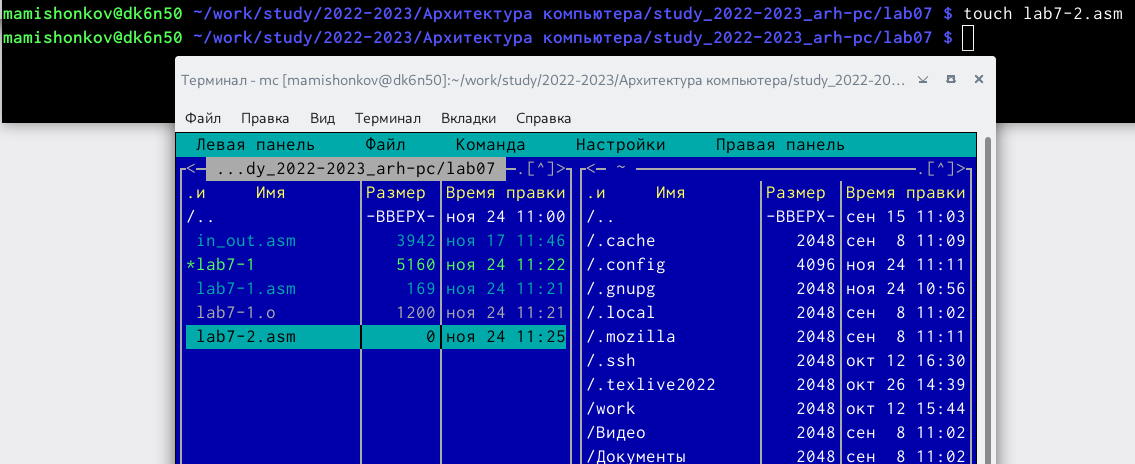 mamishonkov@dk6n50 ~/work/study/2022-2023/Архитектура компьютера/study_2022-2023_arh-pc/lab07 $ touch lab7-2.asm
mamishonkov@dk6n50 ~/work/study/2022-2023/Архитектура компьютера/study_2022-2023_arh-pc/lab07 $
Терминал - mc [mamishonkov@dk6n50]:~/work/study/2022-2023/Архитектура компьютера/study_2022-20...
Файл Правка Вид Терминал Вкладки Справка
Левая панель Файл Команда Настройки Правая панель
<─ ...dy_2022-2023_arh-pc/lab07 ─.[^]> <─ ~ ─.[^]>
.и Имя │Размер │Время правки .и Имя │Размер │Время правки
/.. │-ВВЕРХ-│ноя 24 11:00 /.. │-ВВЕРХ-│сен 15 11:03
in_out.asm │ 3942│ноя 17 11:46 /.cache │ 2048│сен 8 11:09
*lab7-1 │ 5160│ноя 24 11:22 /.config │ 4096│ноя 24 11:11
lab7-1.asm │ 169│ноя 24 11:21 /.gnupg │ 2048│ноя 24 10:56
lab7-1.o │ 1200│ноя 24 11:21 /.local │ 2048│сен 8 11:02
lab7-2.asm │ 0│ноя 24 11:25 /.mozilla │ 2048│сен 8 11:11
/.ssh │ 2048│окт 12 16:30
/.texlive2022 │ 2048│окт 26 14:39
/work │ 2048│окт 12 15:44
/Видео │ 2048│сен 8 11:02
/Документы │ 2048│сен 8 11:02